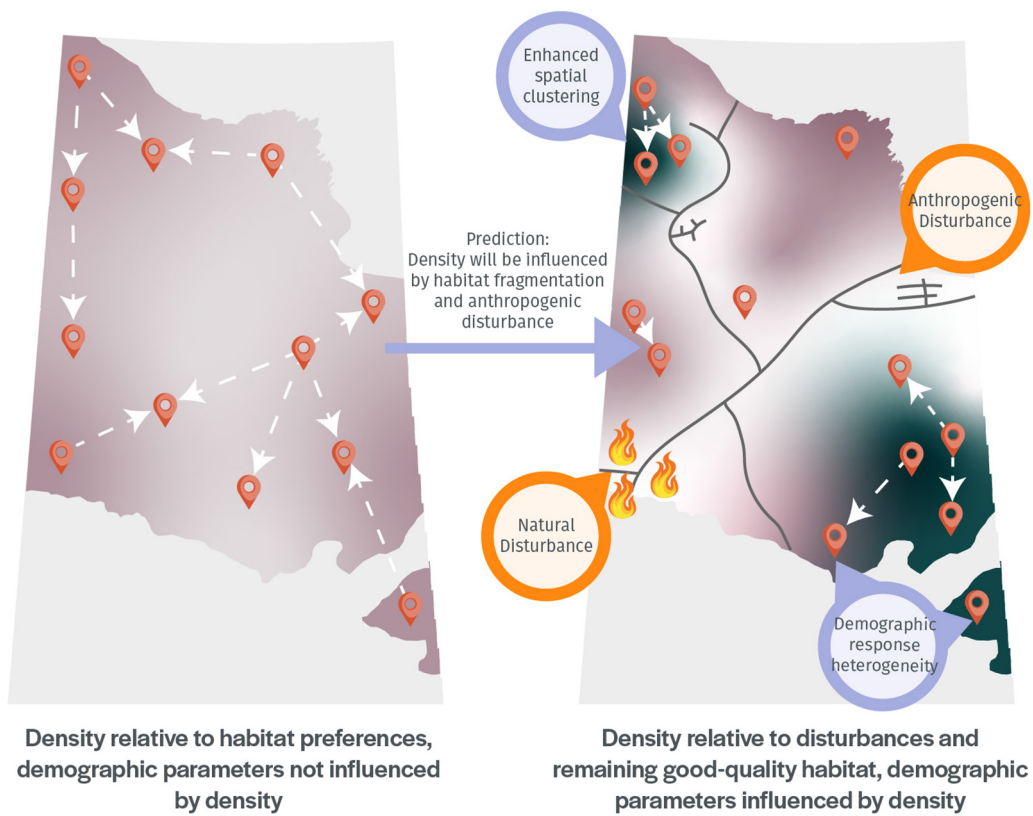 Enhanced
spatial
clustering
Anthropogenic
Disturbance
Prediction:
Density will be influenced
by habitat fragmentation
and anthropogenic
disturbance
Natural
Disturbance
Demographic
response
heterogeneity
Density relative to habitat preferences,
demographic parameters not influenced
by density
Density relative to disturbances and
remaining good-quality habitat, demographic
parameters influenced by density